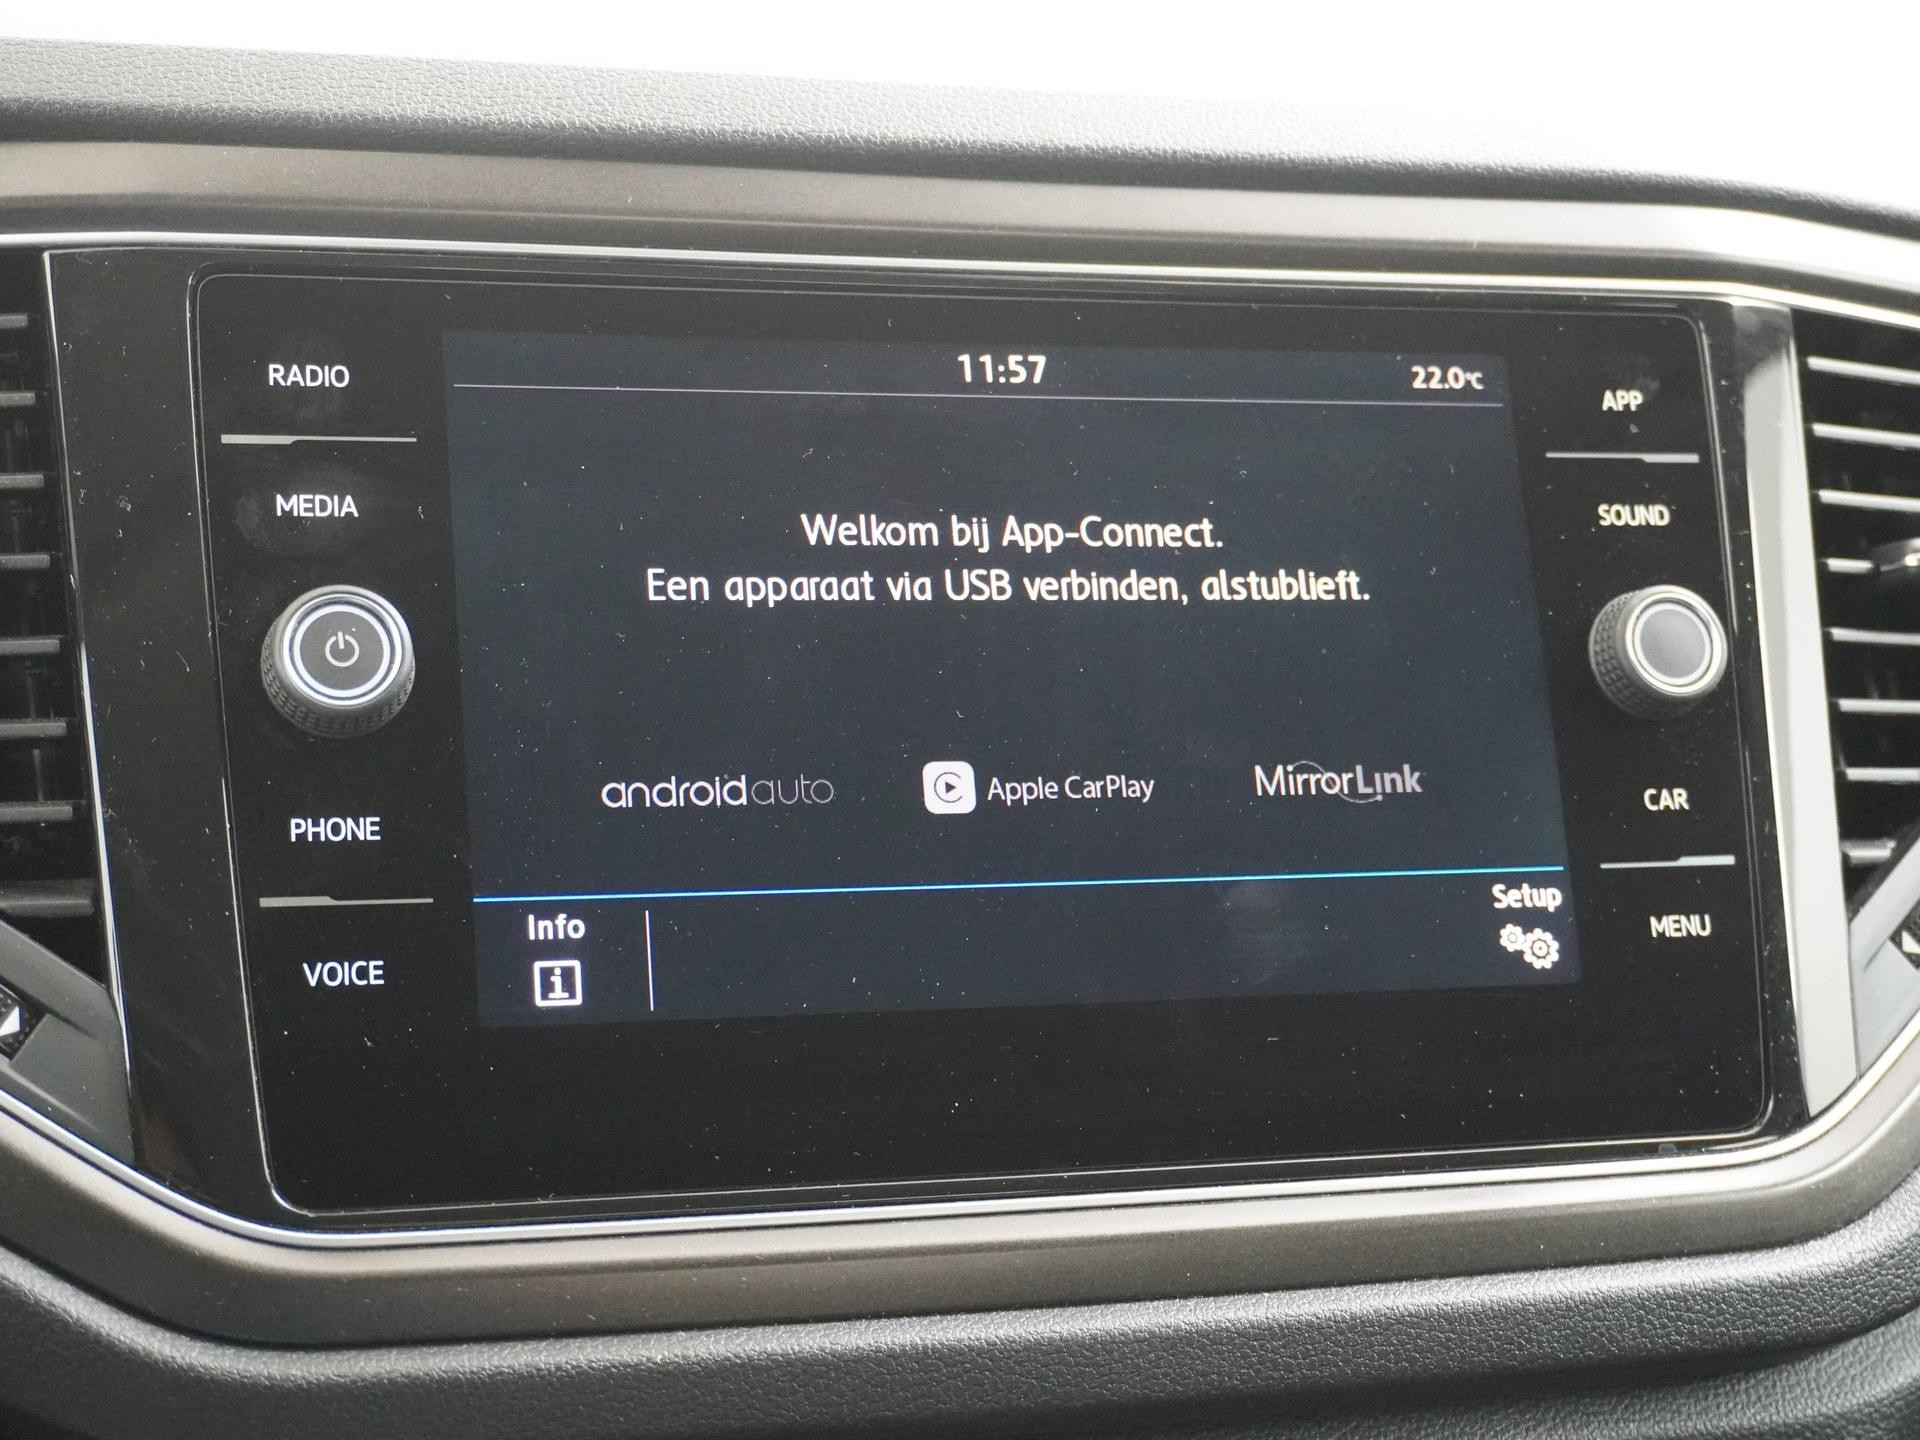 RADIO
MEDIA
PHONE
VOICE
11:57
22.0°C
Welkom bij App-Connect.
Een apparaat via USB verbinden, alstublieft.
androidauto
Apple CarPlay
MirrorLink
Info
Setup
APP
SOUND
CAR
MENU